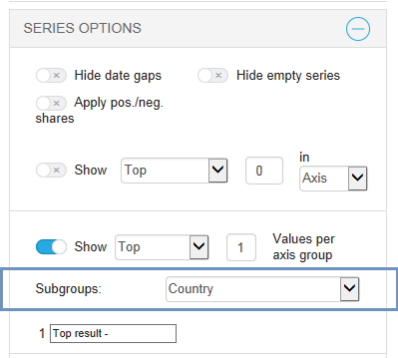 SERIES OPTIONS
Hide date gaps
Hide empty series
Apply pos./neg.
shares
Show Top 0 in
Axis
Show Top 1 Values per
axis group
Subgroups: Country
1 Top result -